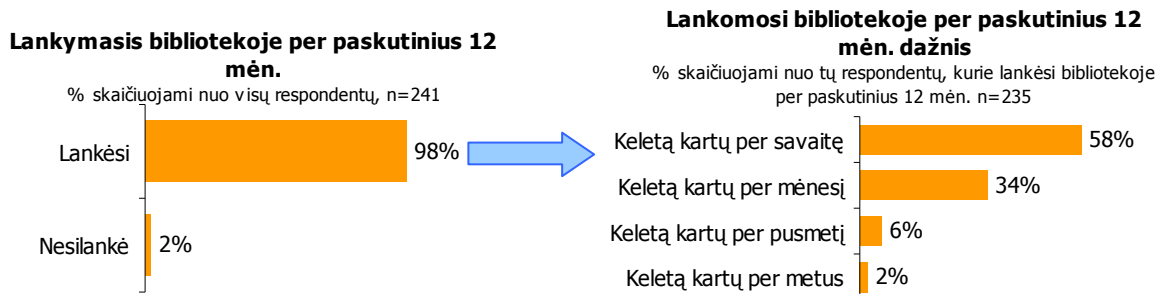 Lankymasis bibliotekoje per paskutinius 12
mėn.
% skaičiuojami nuo visų respondentų, n=241
Lankėsi
98%
Nesilankė
2%
Lankomosi bibliotekoje per paskutinius 12
mėn. dažnis
% skaičiuojami nuo tų respondentų, kurie lankėsi bibliotekoje
per paskutinius 12 mėn. n=235
Keletą kartų per savaitę
58%
Keletą kartų per mėnesį
34%
Keletą kartų per pusmetį
6%
Keletą kartų per metus
2%